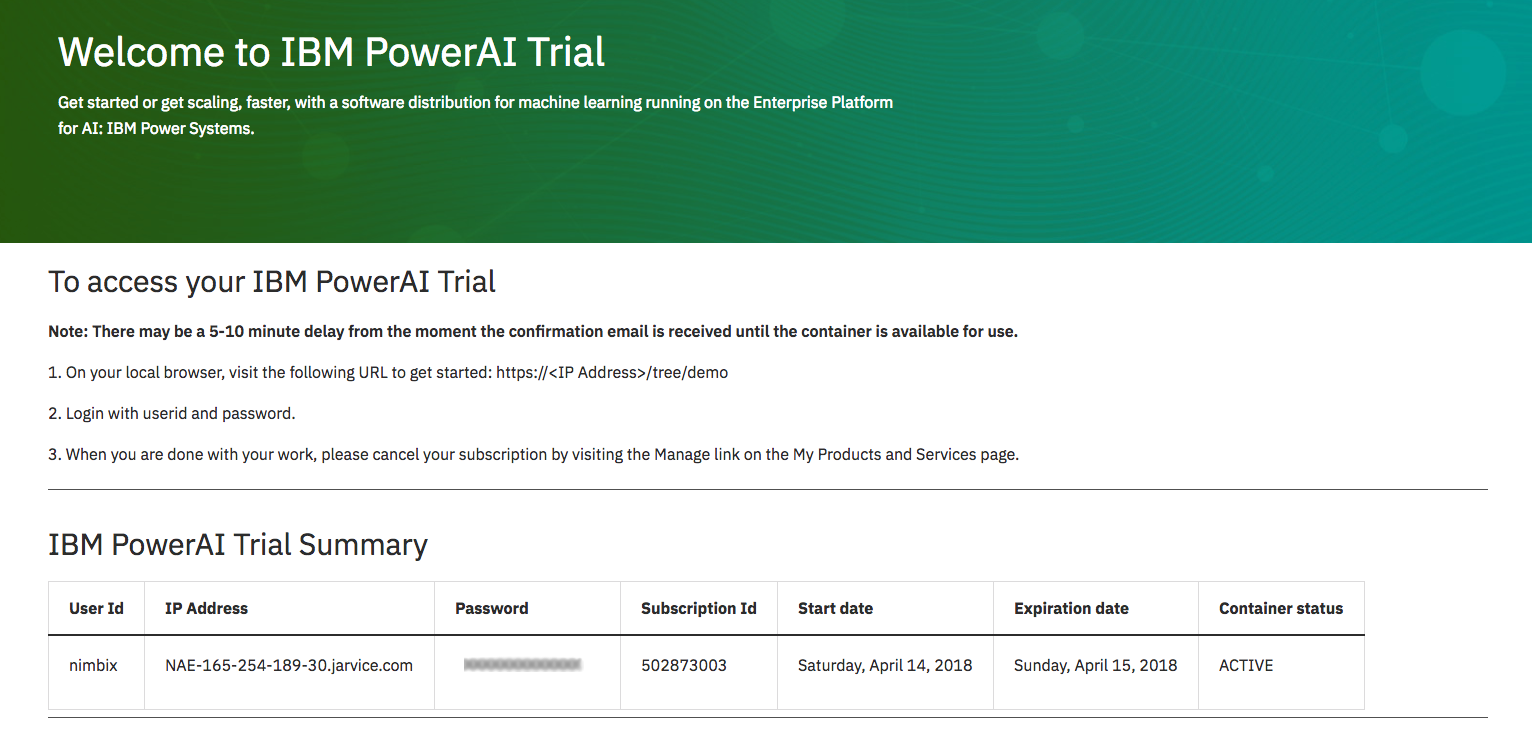 Welcome to IBM PowerAI Trial
Get started or get scaling, faster, with a software distribution for machine learning running on the Enterprise Platform
for AI: IBM Power Systems.
To access your IBM PowerAI Trial
Note: There may be a 5-10 minute delay from the moment the confirmation email is received until the container is available for use.
1. On your local browser, visit the following URL to get started: https://<IP Address>/tree/demo
2. Login with userid and password.
3. When you are done with your work, please cancel your subscription by visiting the Manage link on the My Products and Services page.
IBM PowerAI Trial Summary
User Id IP Address Password Subscription Id Start date Expiration date Container status
nimbix NAE-165-254-189-30.jarvice.com 502873003 Saturday, April 14, 2018 Sunday, April 15, 2018 ACTIVE